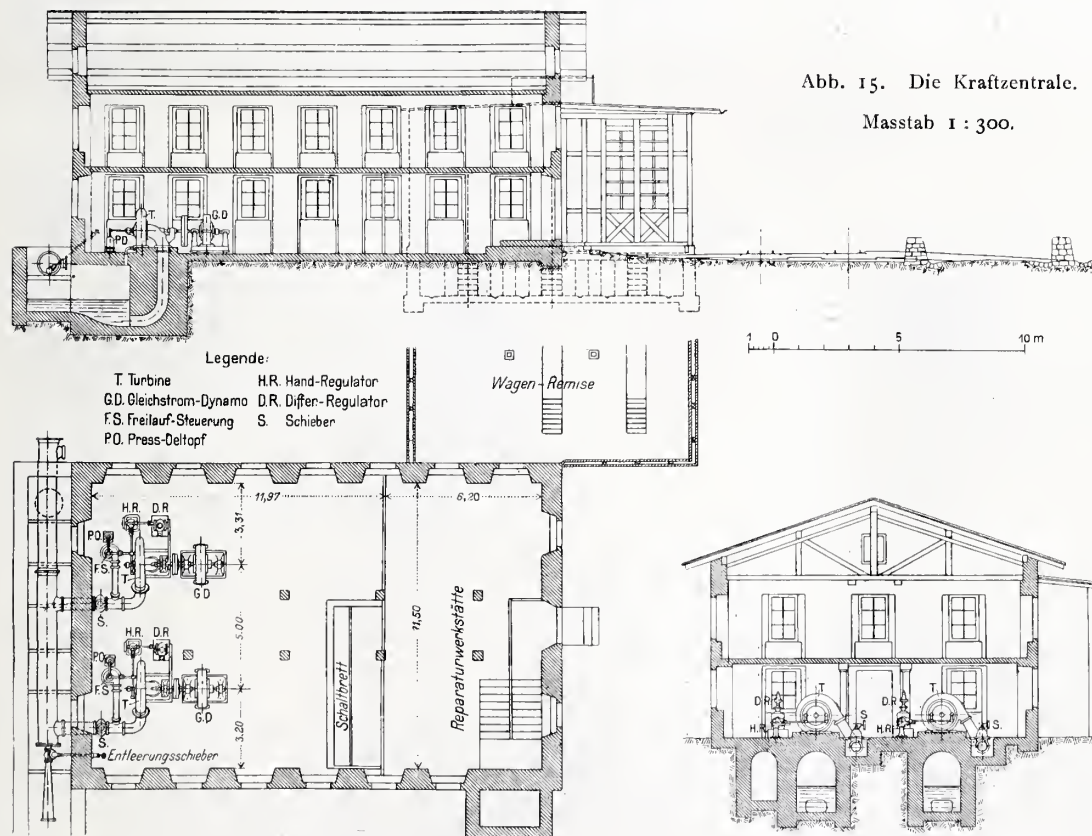 Abb. 15. Die Kraftzentrale.
Masstab 1 : 300.
T.
G.D
PD
1 0 5 10 m
Legende:
T. Turbine
H.R. Hand-Regulator
G.D. Gleichstrom-Dynamo
D.R. Differ.-Regulator
F.S. Freilauf-Steuerung
S. Schieber
P.O. Press-Oeltopf
Wagen-Remise
11,97
6,20
3,31
H.R.
D.R
P.O.
F.S.
T
G.D
S.
5.00
11,50
H.R.
D.R
P.O.
F.S.
T
G.D
S.
3.20
Schaltbrett
Reparaturwerkstätte
Entleerungsschieber
D.R
T
S
H.R
D.R
T
S.
H.R